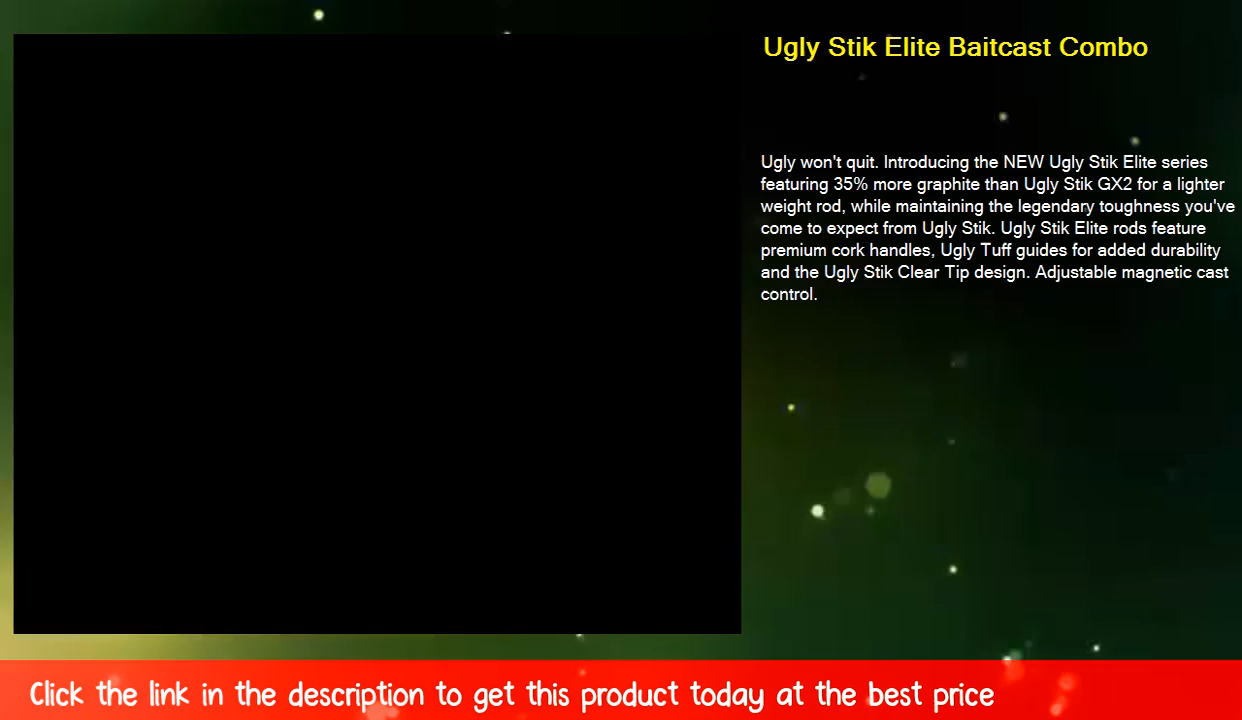 Ugly Stik Elite Baitcast Combo
Ugly won't quit. Introducing the NEW Ugly Stik Elite series
featuring 35% more graphite than Ugly Stik GX2 for a lighter
weight rod, while maintaining the legendary toughness you've
come to expect from Ugly Stik. Ugly Stik Elite rods feature
premium cork handles, Ugly Tuff guides for added durability
and the Ugly Stik Clear Tip design. Adjustable magnetic cast
control.
Click the link in the description to get this product today at the best price